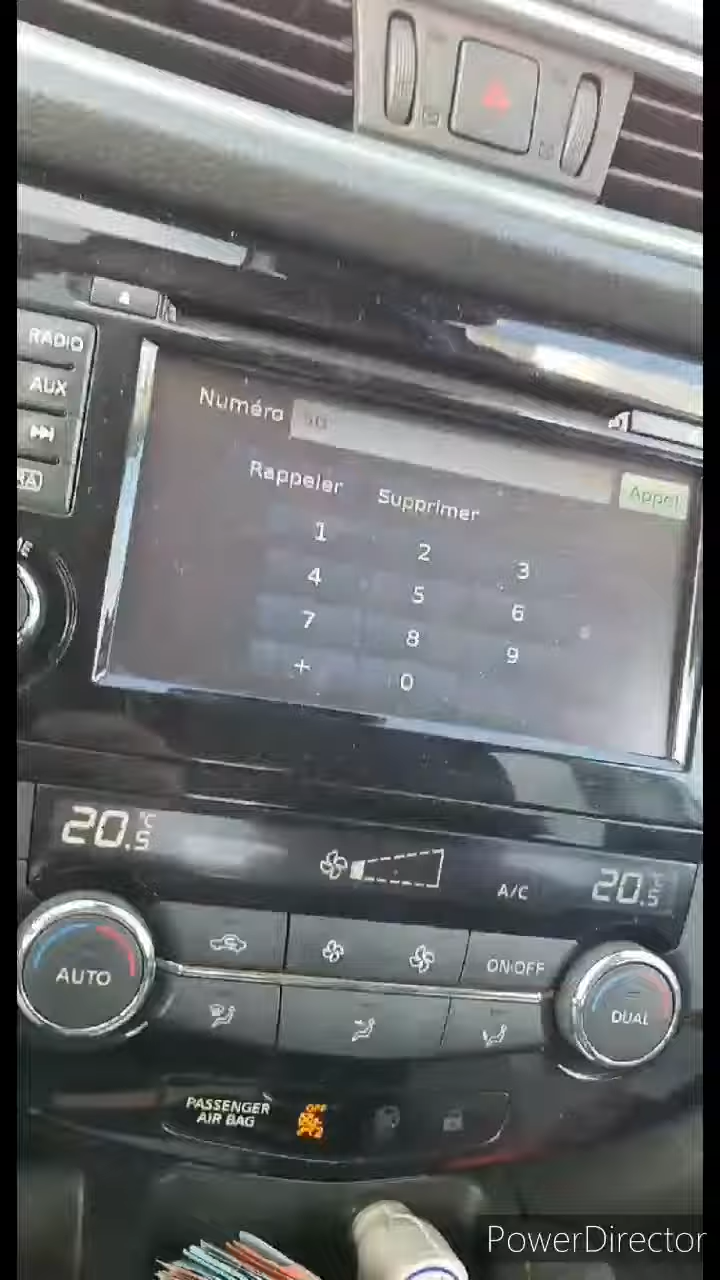 RADIO
AUX
Numéro
Appel
Rappeler Supprimer
1 2 3
4 5 6
7 8 9
+ 0
20.5 °C
A/C
20.5 °C
AUTO
ON·OFF
DUAL
PASSENGER
AIR BAG
OFF
PowerDirector